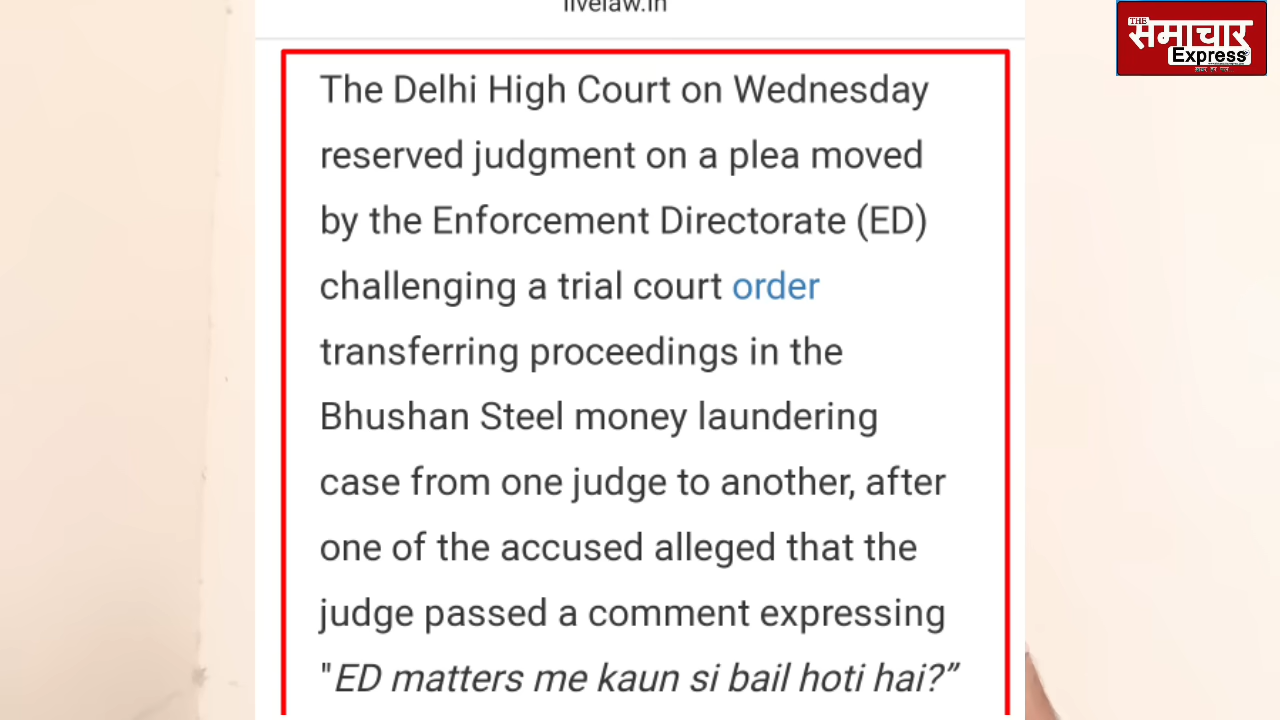 livelaw.in
THE
समाचार
Express
The Delhi High Court on Wednesday
reserved judgment on a plea moved
by the Enforcement Directorate (ED)
challenging a trial court order
transferring proceedings in the
Bhushan Steel money laundering
case from one judge to another, after
one of the accused alleged that the
judge passed a comment expressing
"ED matters me kaun si bail hoti hai?”